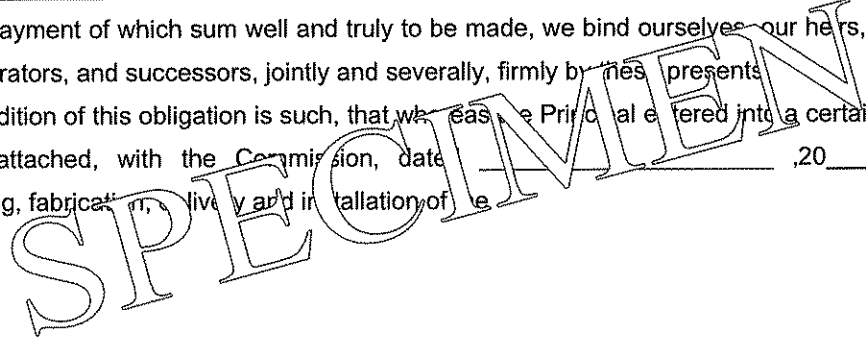 ayment of which sum well and truly to be made, we bind ourselves, our heirs,
rators, and successors, jointly and severally, firmly by these presents
dition of this obligation is such, that whereas the Principal entered into a certai
attached, with the Commission, date ,20
g, fabrication, delivery and installation of the
SPECIMEN